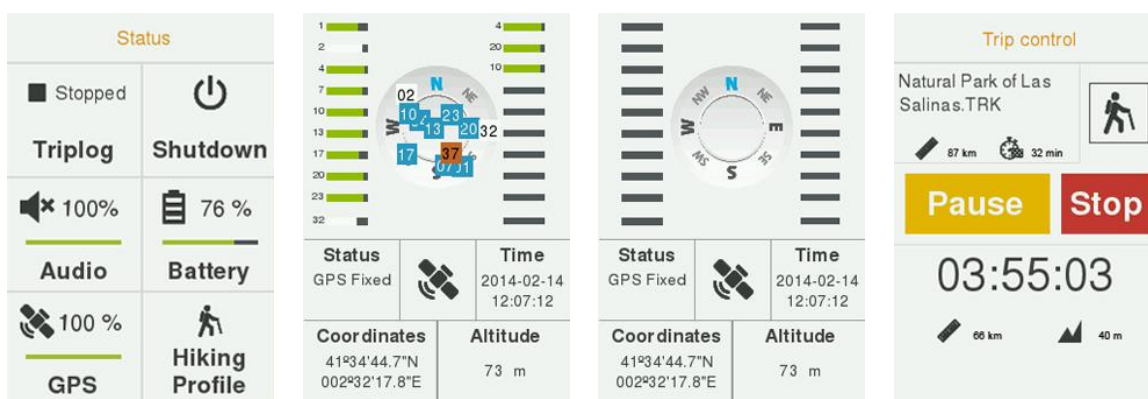 Status
Stopped
Triplog
Shutdown
100%
76 %
Audio
Battery
100 %
GPS
Hiking
Profile
1
2
4
7
10
13
17
20
23
32
4
20
10
N
NE
W
S
02
10
23
13
20
32
17
37
07
01
Status
GPS Fixed
Time
2014-02-14
12:07:12
Coordinates
41º34'44.7"N
002º32'17.8"E
Altitude
73 m
N
NW
NE
W
E
SW
SE
S
Status
GPS Fixed
Time
2014-02-14
12:07:12
Coordinates
41º34'44.7"N
002º32'17.8"E
Altitude
73 m
Trip control
Natural Park of Las
Salinas.TRK
87 km
32 min
Pause
Stop
03:55:03
66 km
40 m